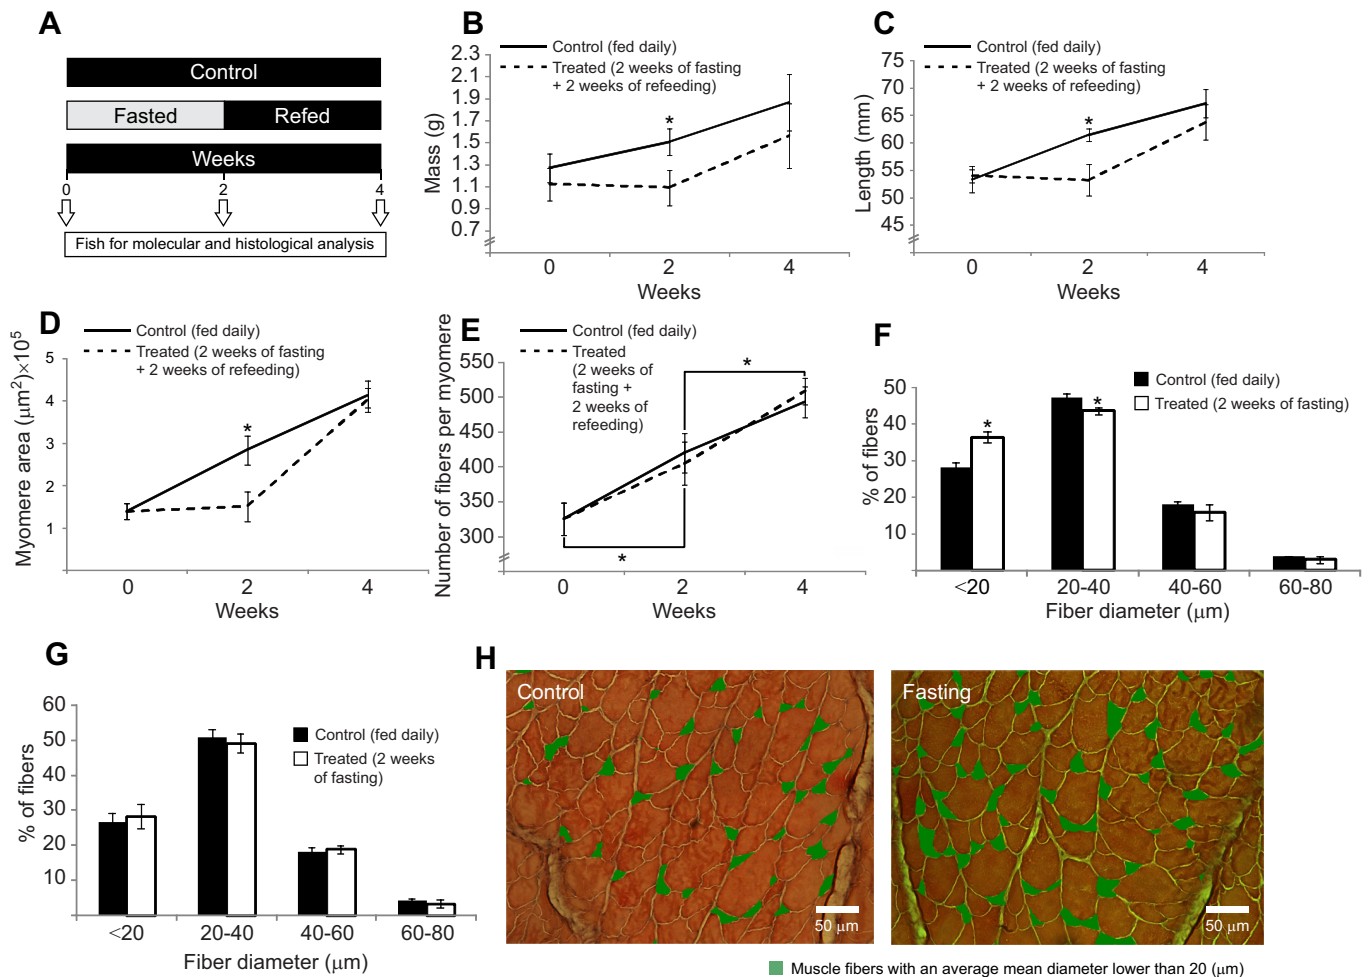 A
Control
Fasted Refed
Weeks
0 2 4
Fish for molecular and histological analysis
B
Control (fed daily)
Treated (2 weeks of fasting
+ 2 weeks of refeeding)
Mass (g)
2.3
2.1
1.9
1.7
1.5
1.3
1.1
0.9
0.7
*
0 2 4
Weeks
C
Control (fed daily)
Treated (2 weeks of fasting
+ 2 weeks of refeeding)
Length (mm)
75
70
65
60
55
50
45
*
0 2 4
Weeks
D
Control (fed daily)
Treated (2 weeks of fasting
+ 2 weeks of refeeding)
Myomere area (μm²)×10⁵
5
4
3
2
1
*
0 2 4
Weeks
E
Control (fed daily)
Treated
(2 weeks of
fasting +
2 weeks of
refeeding)
Number of fibers per myomere
550
500
450
400
350
300
*
*
0 2 4
Weeks
F
Control (fed daily)
Treated (2 weeks of fasting)
% of fibers
50
40
30
20
10
*
*
<20 20-40 40-60 60-80
Fiber diameter (μm)
G
Control (fed daily)
Treated (2 weeks
of fasting)
% of fibers
60
50
40
30
20
10
<20 20-40 40-60 60-80
Fiber diameter (μm)
H
Control
50 μm
Fasting
50 μm
Muscle fibers with an average mean diameter lower than 20 (μm)